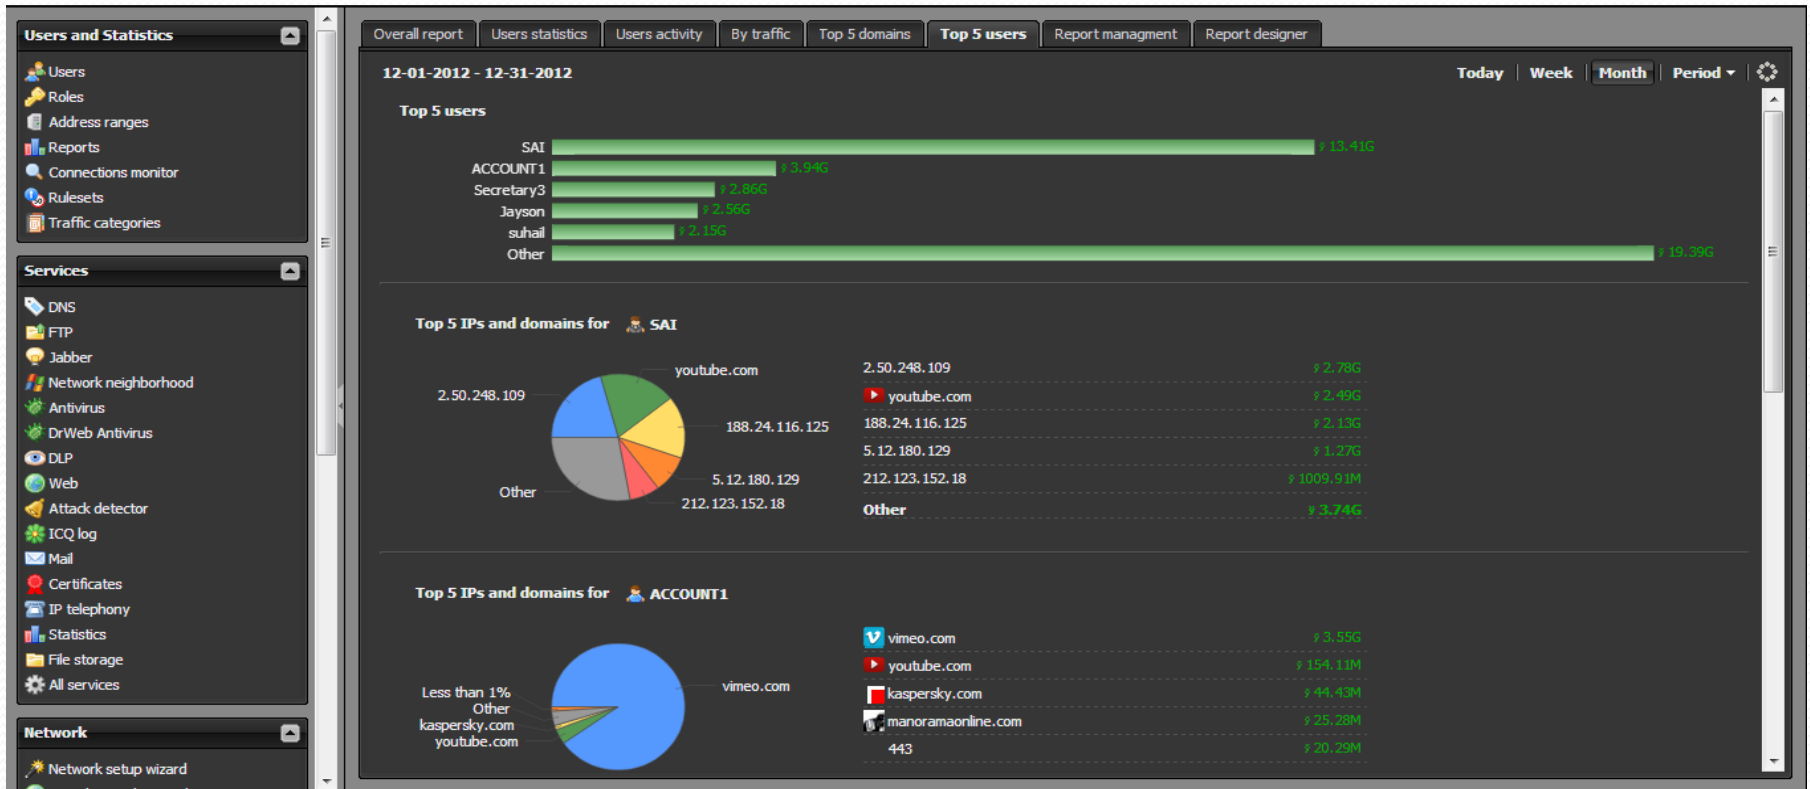 Users and Statistics
Users
Roles
Address ranges
Reports
Connections monitor
Rulesets
Traffic categories
Services
DNS
FTP
Jabber
Network neighborhood
Antivirus
DrWeb Antivirus
DLP
Web
Attack detector
ICQ log
Mail
Certificates
IP telephony
Statistics
File storage
All services
Network
Network setup wizard
Overall report Users statistics Users activity By traffic Top 5 domains Top 5 users Report managment Report designer
12-01-2012 - 12-31-2012 Today Week Month Period
Top 5 users
SAI 13.41G
ACCOUNT1 3.94G
Secretary3 2.86G
Jayson 2.56G
suhail 2.15G
Other 19.39G
Top 5 IPs and domains for SAI
youtube.com
2.50.248.109
188.24.116.125
5.12.180.129
Other
212.123.152.18
2.50.248.109 2.78G
youtube.com 2.49G
188.24.116.125 2.13G
5.12.180.129 1.27G
212.123.152.18 1009.91M
Other 3.74G
Top 5 IPs and domains for ACCOUNT1
vimeo.com
Less than 1%
Other
kaspersky.com
youtube.com
vimeo.com 3.55G
youtube.com 154.11M
kaspersky.com 44.43M
manoramaonline.com 25.28M
443 20.29M